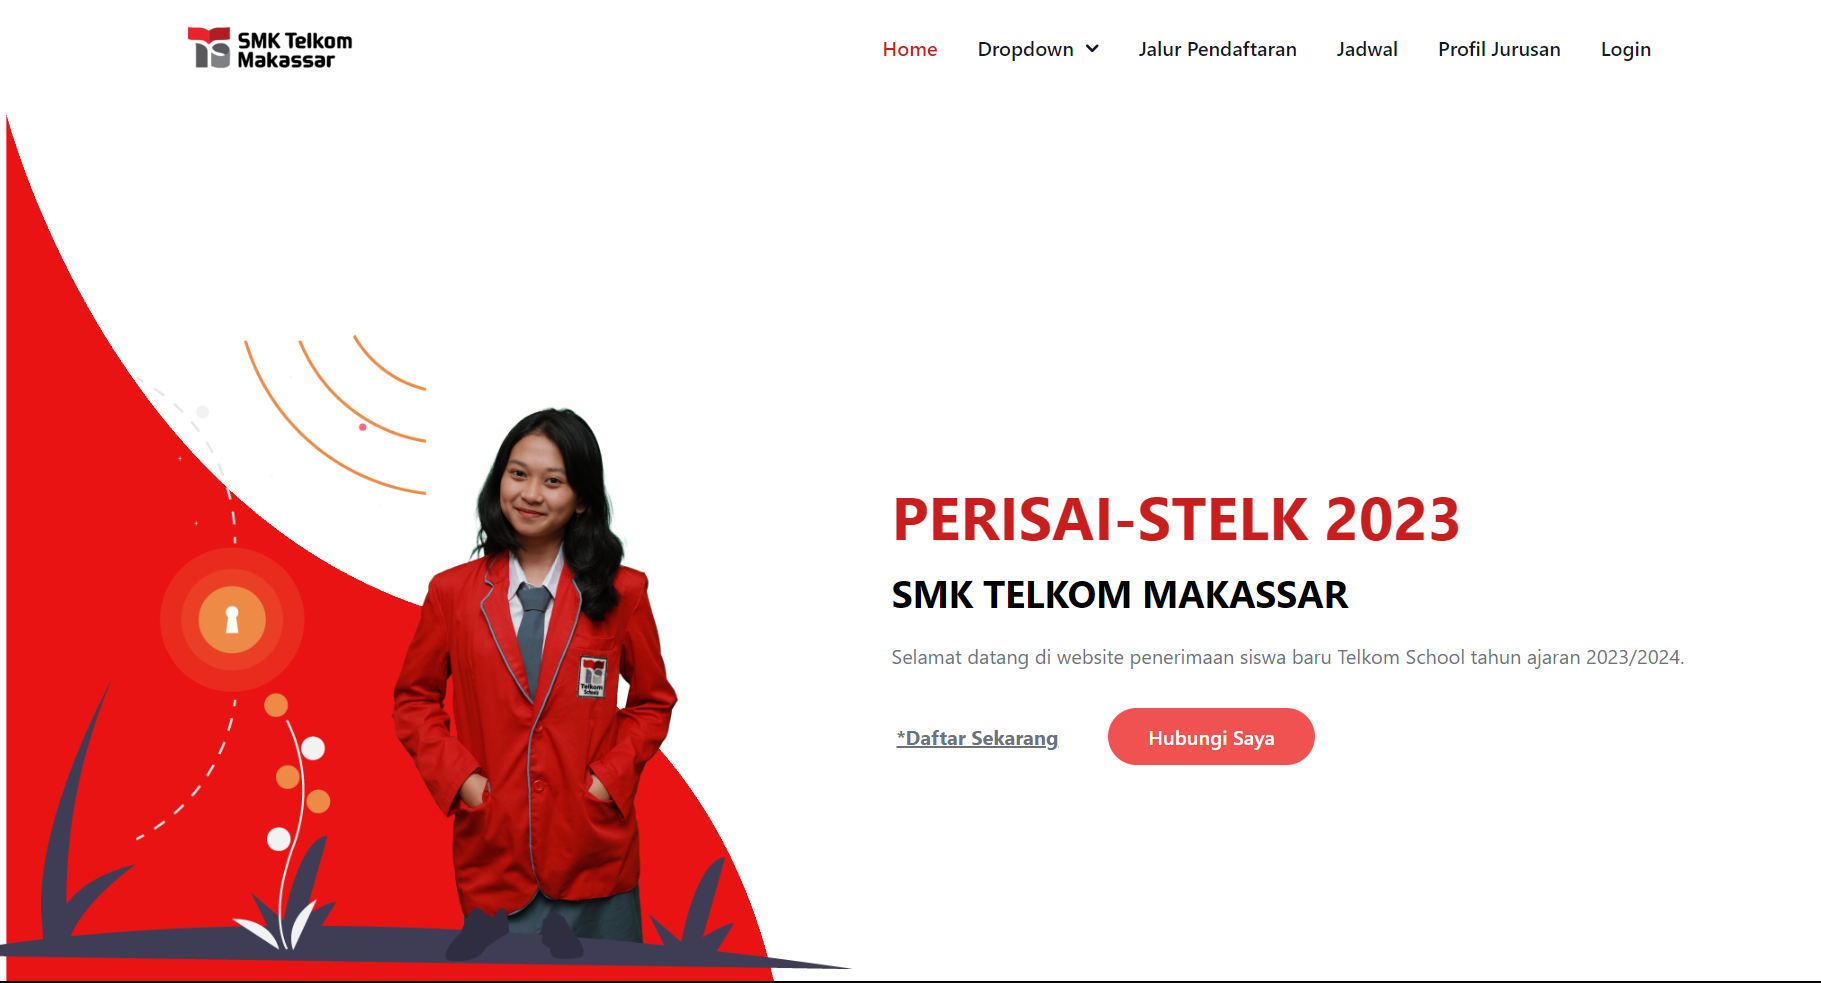 SMK Telkom
Makassar
Home
Dropdown
Jalur Pendaftaran
Jadwal
Profil Jurusan
Login
PERISAI-STELK 2023
SMK TELKOM MAKASSAR
Selamat datang di website penerimaan siswa baru Telkom School tahun ajaran 2023/2024.
Telkom
Schools
*Daftar Sekarang
Hubungi Saya